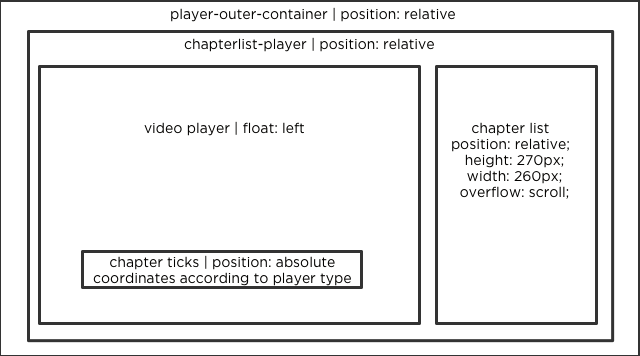 player-outer-container | position: relative
chapterlist-player | position: relative
video player | float: left
chapter list
position: relative;
height: 270px;
width: 260px;
overflow: scroll;
chapter ticks | position: absolute
coordinates according to player type